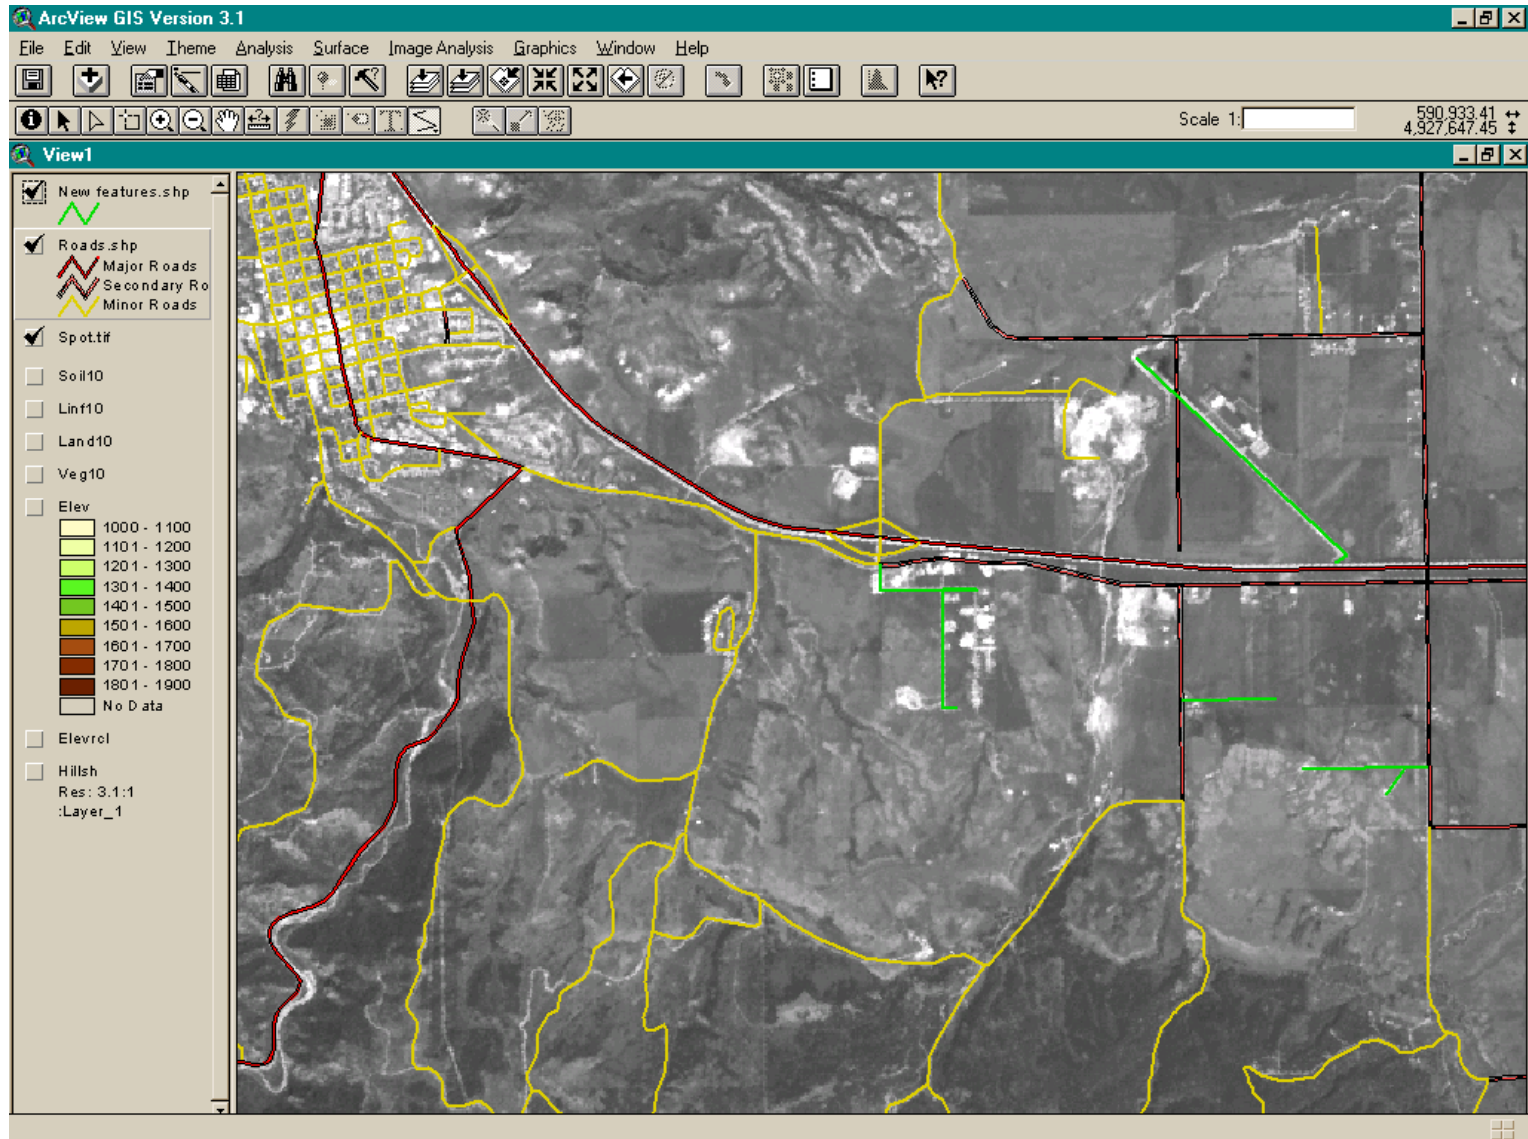 ArcView GIS Version 3.1
File Edit View Theme Analysis Surface Image Analysis Graphics Window Help
Scale 1:
590,933.41
4,927,647.45
View1
New features.shp
Roads.shp
Major Roads
Secondary Ro
Minor Roads
Spot.tif
Soil10
Linf10
Land10
Veg10
Elev
1000 - 1100
1101 - 1200
1201 - 1300
1301 - 1400
1401 - 1500
1501 - 1600
1601 - 1700
1701 - 1800
1801 - 1900
No Data
Elevrcl
Hillsh
Res: 3.1:1
:Layer_1